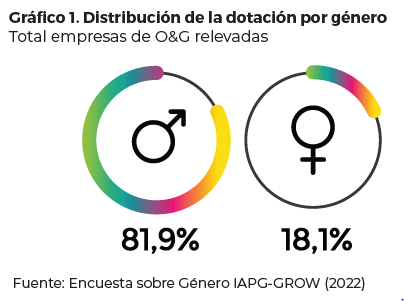 Gráfico 1. Distribución de la dotación por género
Total empresas de O&G relevadas
81,9%
18,1%
Fuente: Encuesta sobre Género IAPG-GROW (2022)